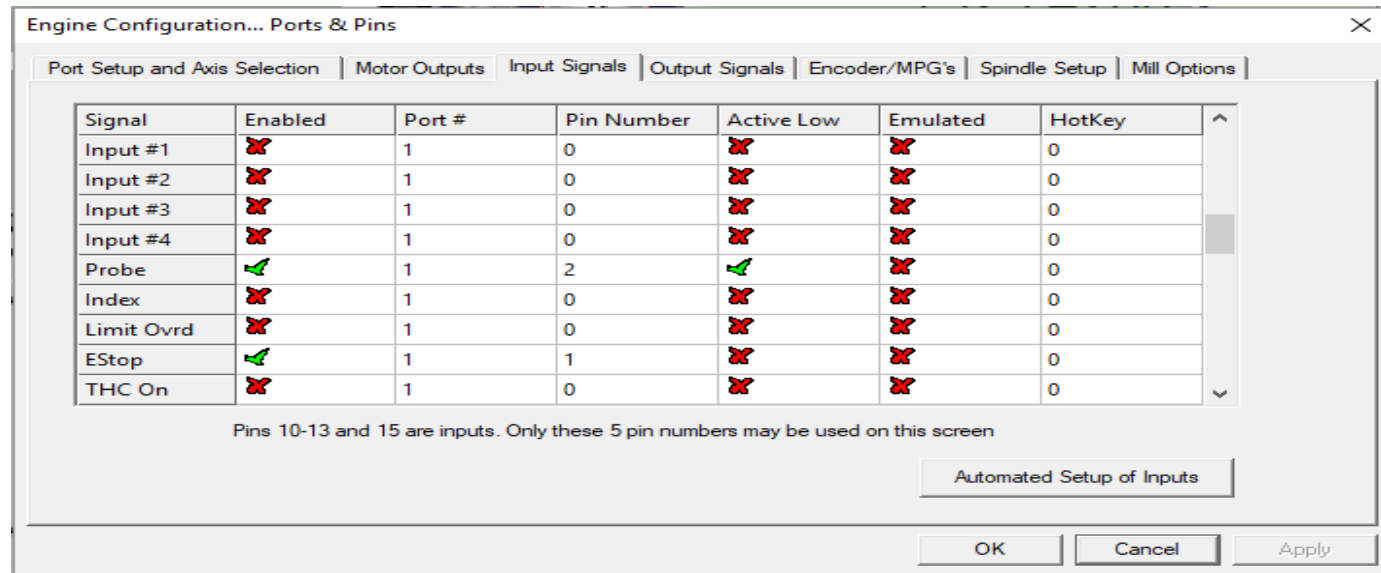 Engine Configuration... Ports & Pins
Port Setup and Axis Selection Motor Outputs Input Signals Output Signals Encoder/MPG's Spindle Setup Mill Options
Signal Enabled Port # Pin Number Active Low Emulated HotKey
Input #1 1 0 0
Input #2 1 0 0
Input #3 1 0 0
Input #4 1 0 0
Probe 1 2 0
Index 1 0 0
Limit Ovrd 1 0 0
EStop 1 1 0
THC On 1 0 0
Pins 10-13 and 15 are inputs. Only these 5 pin numbers may be used on this screen
Automated Setup of Inputs
OK Cancel Apply